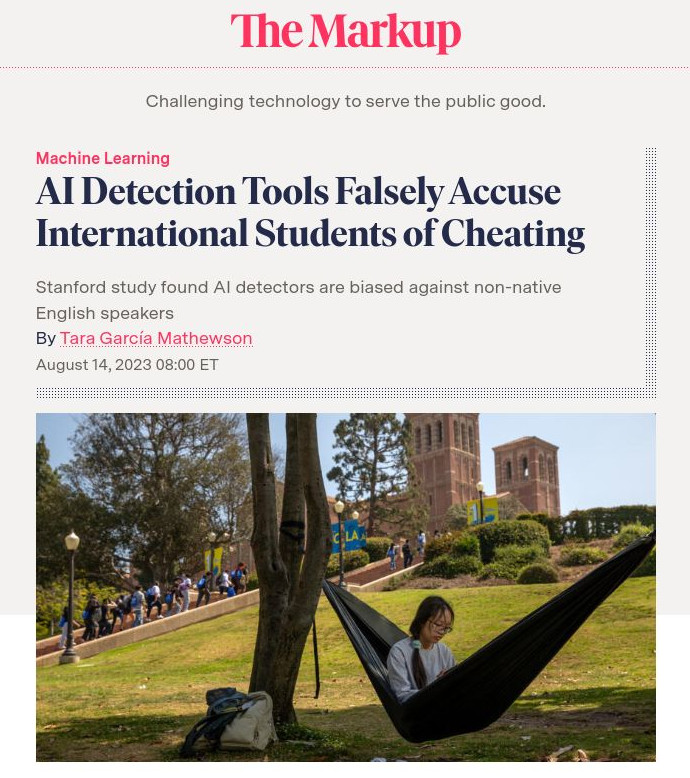 The Markup
Challenging technology to serve the public good.
Machine Learning
AI Detection Tools Falsely Accuse
International Students of Cheating
Stanford study found AI detectors are biased against non-native
English speakers
By Tara García Mathewson
August 14, 2023 08:00 ET